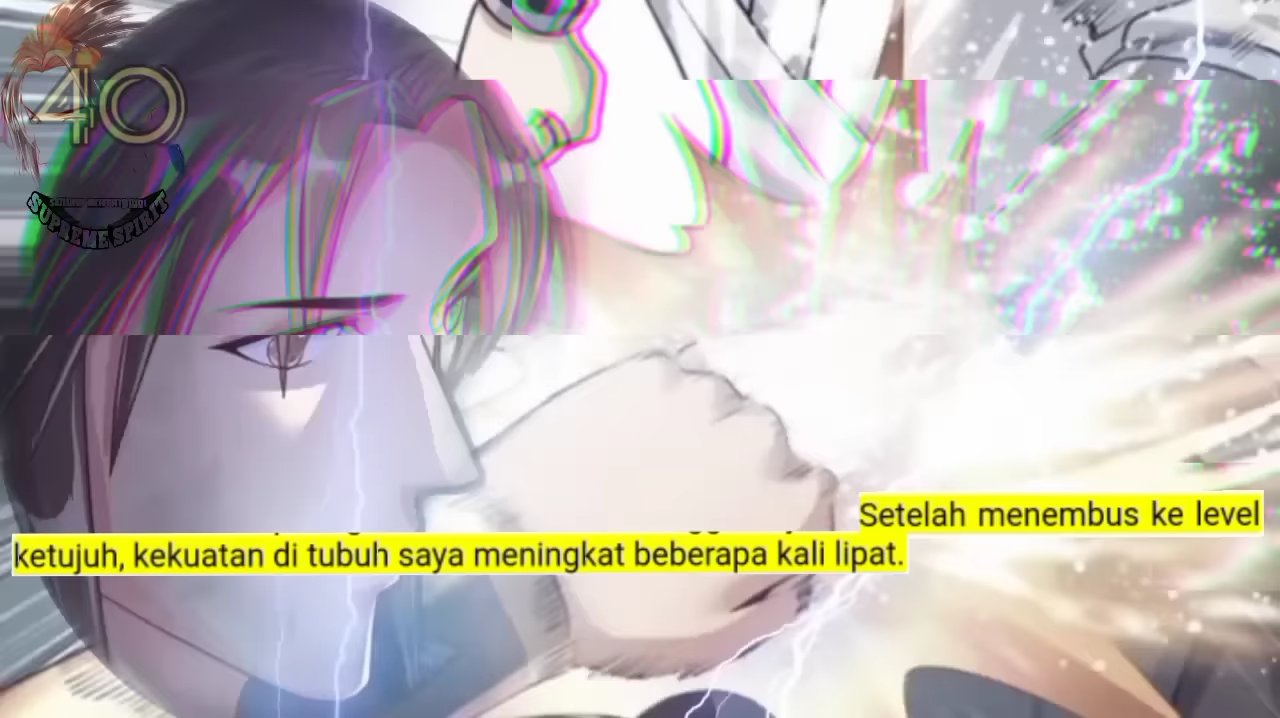 40
SUPREME SPIRIT
Setelah menembus ke level
ketujuh, kekuatan di tubuh saya meningkat beberapa kali lipat.